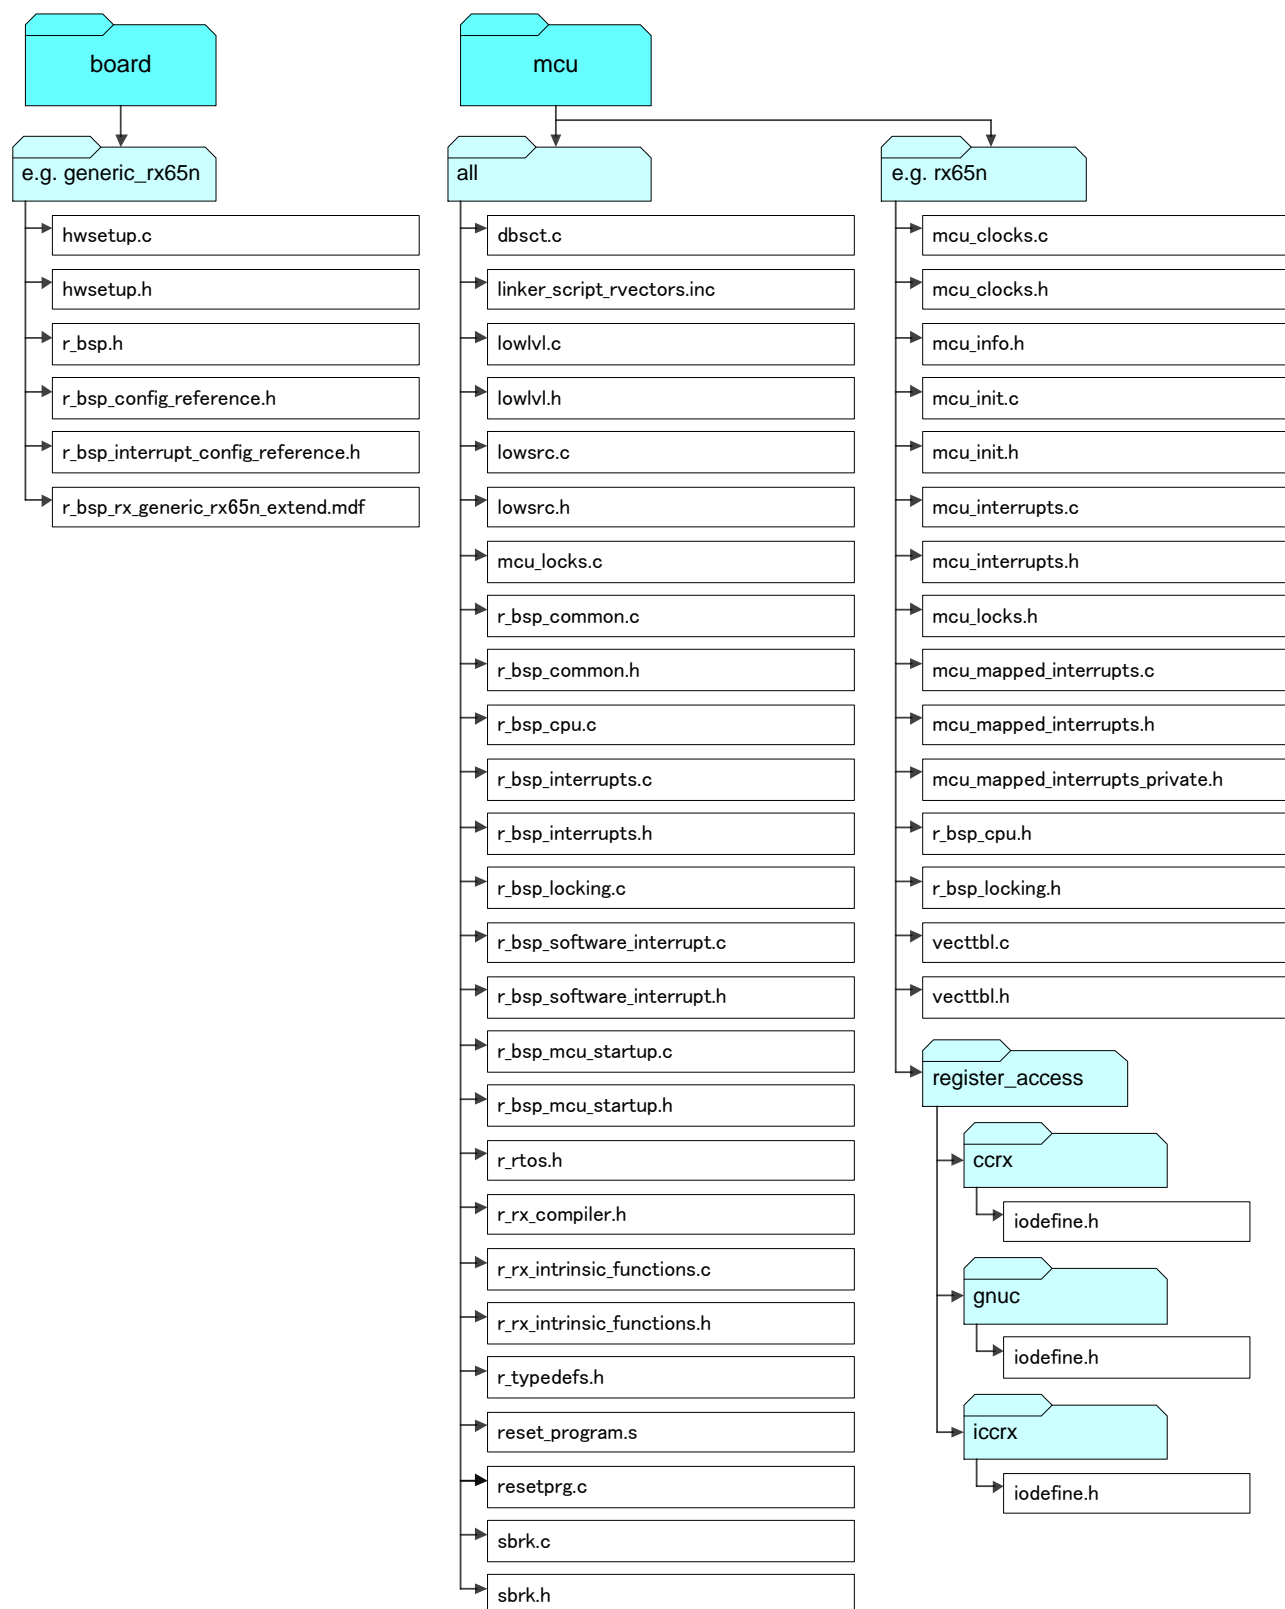 board
e.g. generic_rx65n
hwsetup.c
hwsetup.h
r_bsp.h
r_bsp_config_reference.h
r_bsp_interrupt_config_reference.h
r_bsp_rx_generic_rx65n_extend.mdf
mcu
all
dbsct.c
linker_script_rvectors.inc
lowlvl.c
lowlvl.h
lowsrc.c
lowsrc.h
mcu_locks.c
r_bsp_common.c
r_bsp_common.h
r_bsp_cpu.c
r_bsp_interrupts.c
r_bsp_interrupts.h
r_bsp_locking.c
r_bsp_software_interrupt.c
r_bsp_software_interrupt.h
r_bsp_mcu_startup.c
r_bsp_mcu_startup.h
r_rtos.h
r_rx_compiler.h
r_rx_intrinsic_functions.c
r_rx_intrinsic_functions.h
r_typedefs.h
reset_program.s
resetprg.c
sbrk.c
sbrk.h
e.g. rx65n
mcu_clocks.c
mcu_clocks.h
mcu_info.h
mcu_init.c
mcu_init.h
mcu_interrupts.c
mcu_interrupts.h
mcu_locks.h
mcu_mapped_interrupts.c
mcu_mapped_interrupts.h
mcu_mapped_interrupts_private.h
r_bsp_cpu.h
r_bsp_locking.h
vecttbl.c
vecttbl.h
register_access
ccrx
iodefine.h
gnuc
iodefine.h
iccrx
iodefine.h